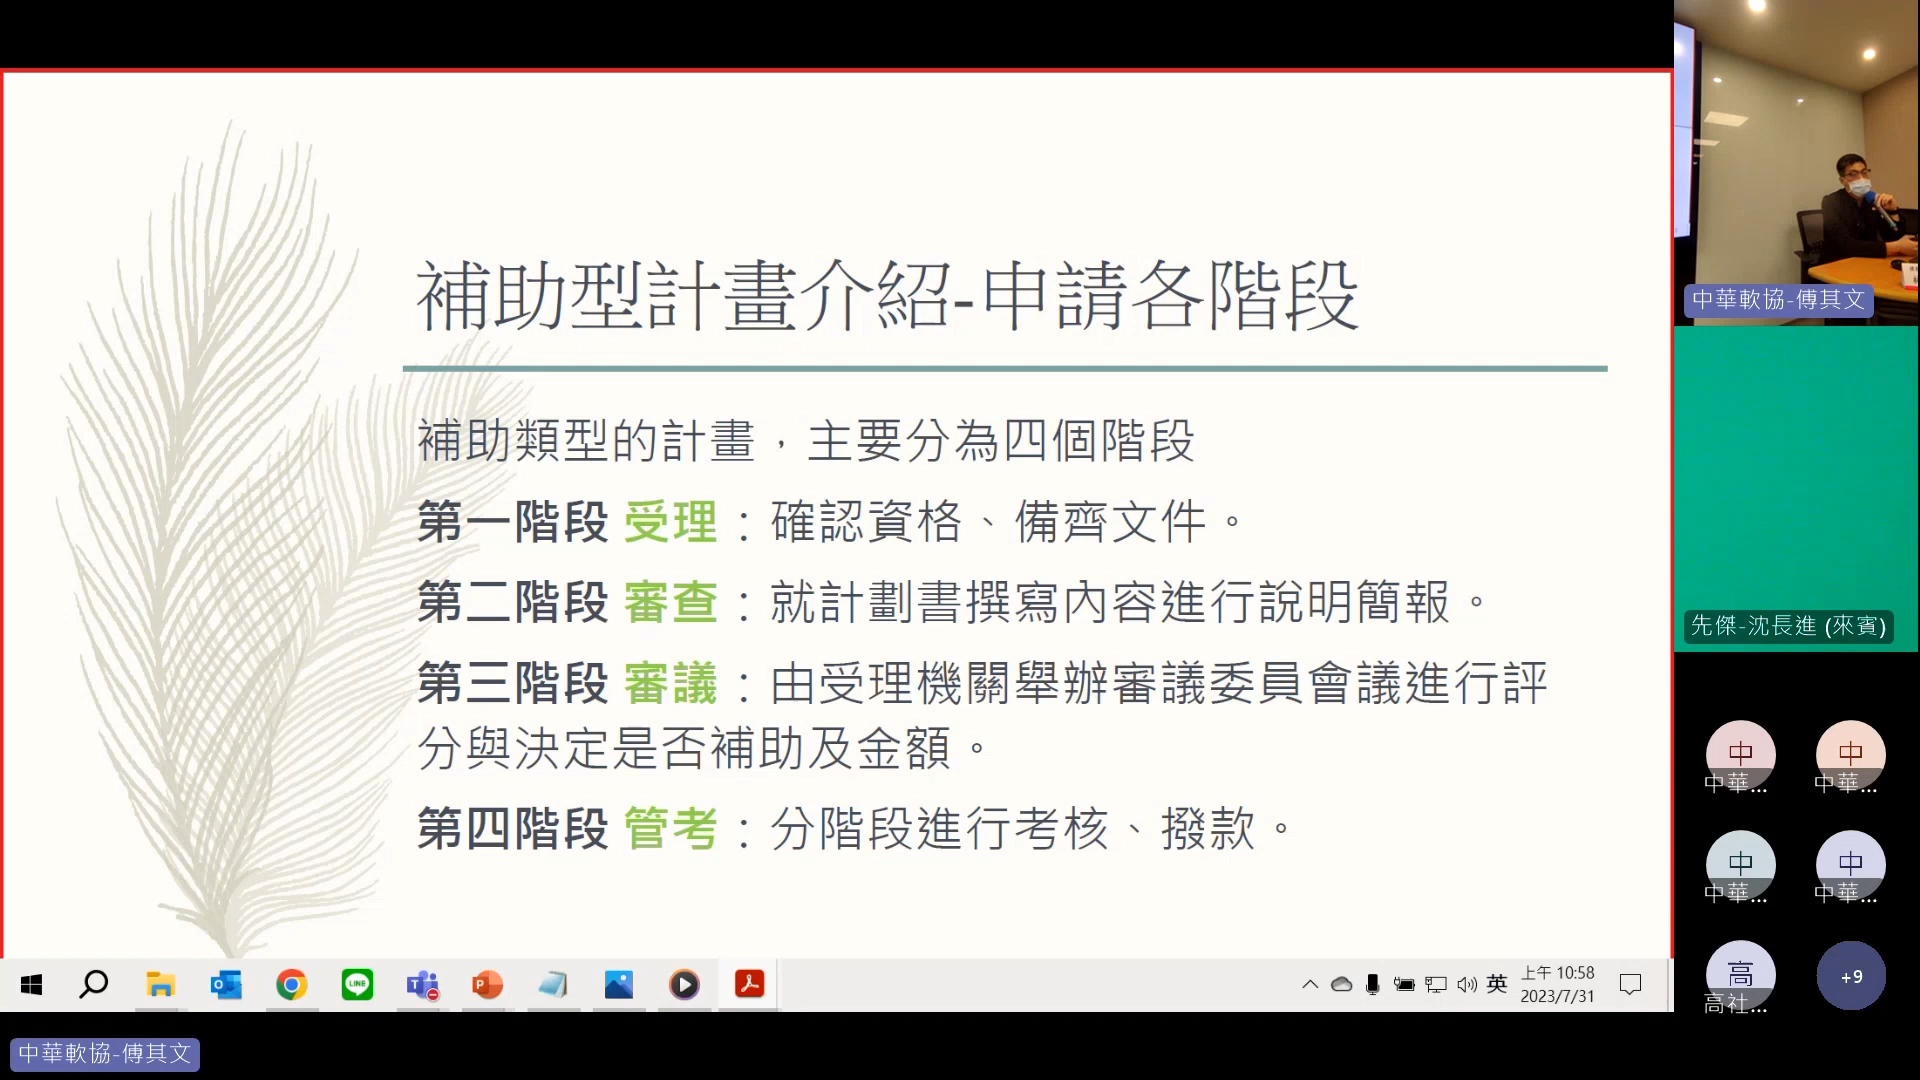 補助型計畫介紹-申請各階段
補助類型的計畫，主要分為四個階段
第一階段 受理：確認資格、備齊文件。
第二階段 審查：就計劃書撰寫內容進行說明簡報。
第三階段 審議：由受理機關舉辦審議委員會議進行評
分與決定是否補助及金額。
第四階段 管考：分階段進行考核、撥款。
中華軟協-傅其文
先傑-沈長進 (來賓)
中
中華...
中
中華...
中
中華...
中
中華...
高
高社...
+9
LINE
英
上午 10:58
2023/7/31
中華軟協-傅其文